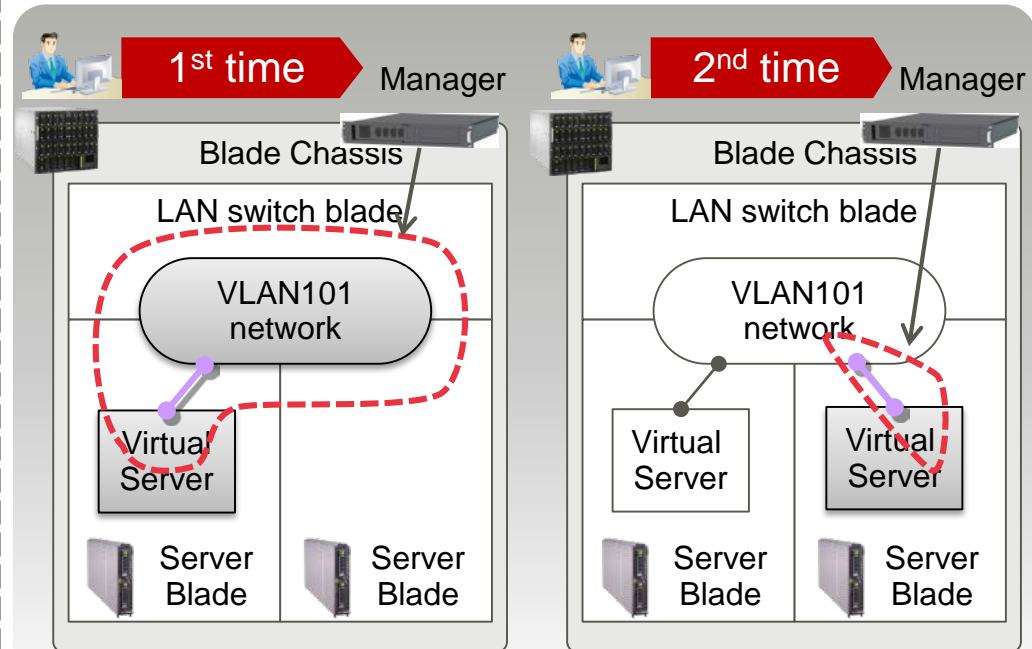 1st time
Manager
Blade Chassis
LAN switch blade
VLAN101
network
Virtual
Server
Server
Blade
Server
Blade
2nd time
Manager
Blade Chassis
LAN switch blade
VLAN101
network
Virtual
Server
Virtual
Server
Server
Blade
Server
Blade